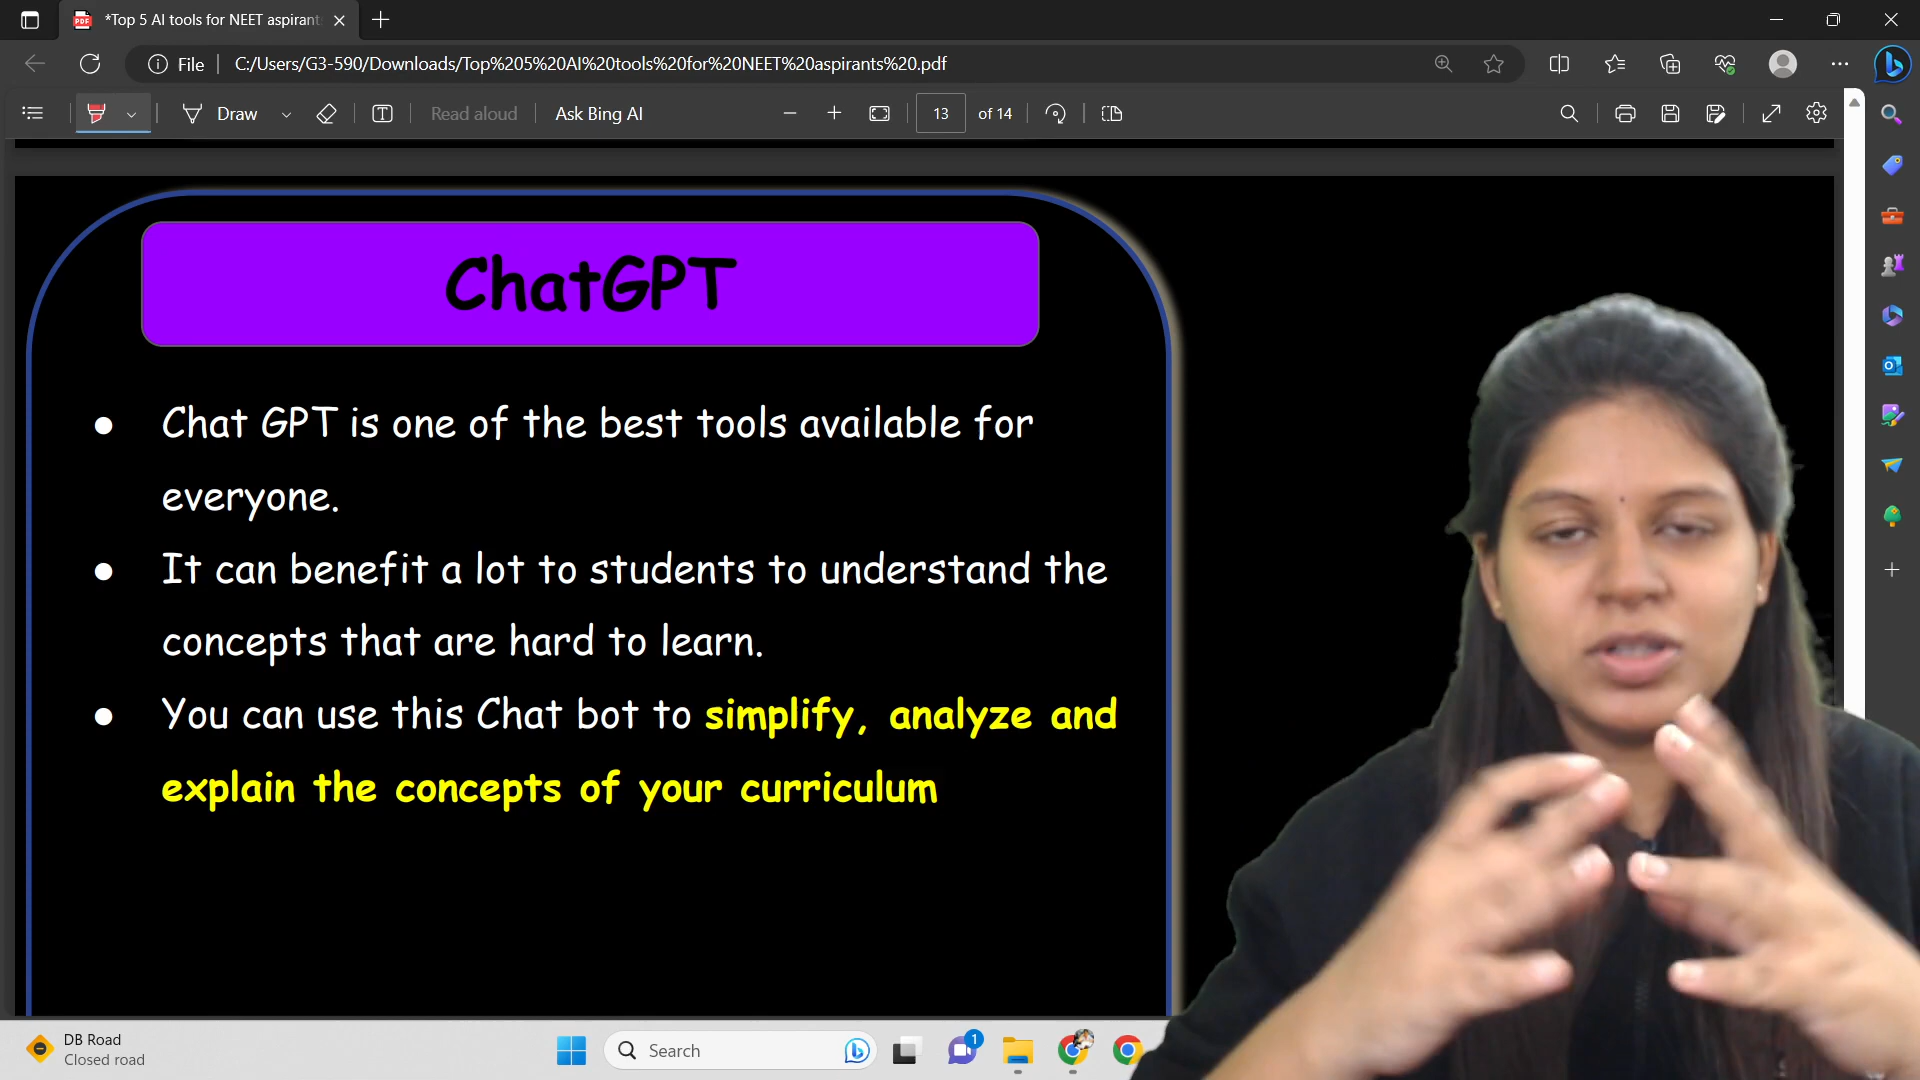 *Top 5 AI tools for NEET aspirant
File
C:/Users/G3-590/Downloads/Top%205%20AI%20tools%20for%20NEET%20aspirants%20.pdf
Draw
Read aloud
Ask Bing AI
13 of 14
ChatGPT
● Chat GPT is one of the best tools available for
everyone.
● It can benefit a lot to students to understand the
concepts that are hard to learn.
● You can use this Chat bot to simplify, analyze and
explain the concepts of your curriculum
DB Road
Closed road
Search
1